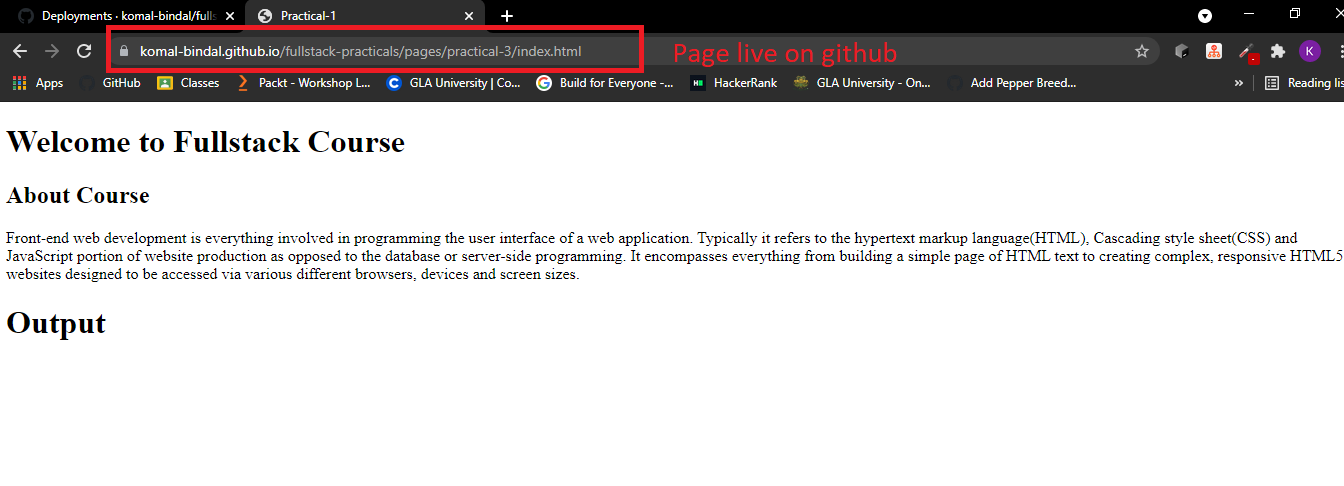 Deployments · komal-bindal/fulls
Practical-1
komal-bindal.github.io/fullstack-practicals/pages/practical-3/index.html
Page live on github
K
Apps
GitHub
Classes
Packt - Workshop L...
GLA University | Co...
Build for Everyone -...
HackerRank
GLA University - On...
Add Pepper Breed...
»
Reading lis
Welcome to Fullstack Course
About Course
Front-end web development is everything involved in programming the user interface of a web application. Typically it refers to the hypertext markup language(HTML), Cascading style sheet(CSS) and
JavaScript portion of website production as opposed to the database or server-side programming. It encompasses everything from building a simple page of HTML text to creating complex, responsive HTML5
websites designed to be accessed via various different browsers, devices and screen sizes.
Output